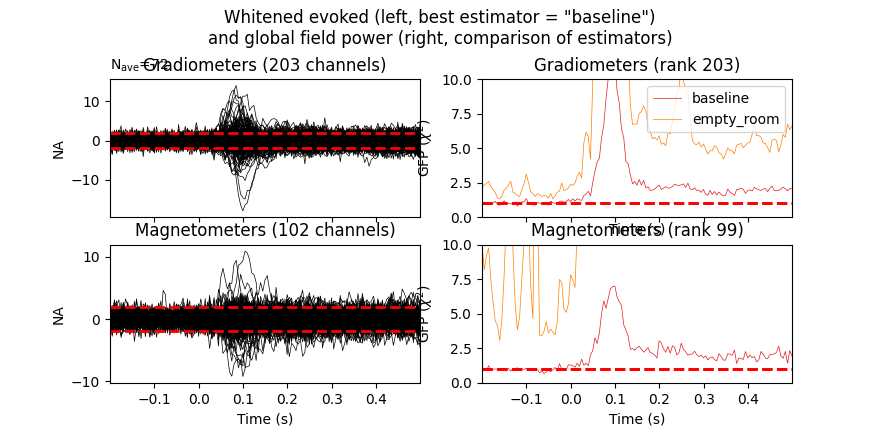 Whitened evoked (left, best estimator = "baseline")
and global field power (right, comparison of estimators)
Nave=72
Gradiometers (203 channels)
Gradiometers (rank 203)
10
0
−10
NA
10.0
7.5
5.0
2.5
0.0
GFP (χ²)
baseline
empty_room
Time (s)
Magnetometers (102 channels)
Magnetometers (rank 99)
10
0
−10
NA
10.0
7.5
5.0
2.5
0.0
GFP (χ²)
−0.1 0.0 0.1 0.2 0.3 0.4
−0.1 0.0 0.1 0.2 0.3 0.4
Time (s)
Time (s)